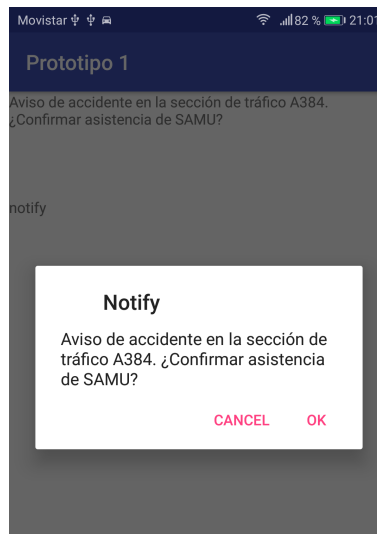 Movistar 82 % 21:01
Prototipo 1
Aviso de accidente en la sección de tráfico A384.
¿Confirmar asistencia de SAMU?
notify
Notify
Aviso de accidente en la sección de
tráfico A384. ¿Confirmar asistencia
de SAMU?
CANCEL OK